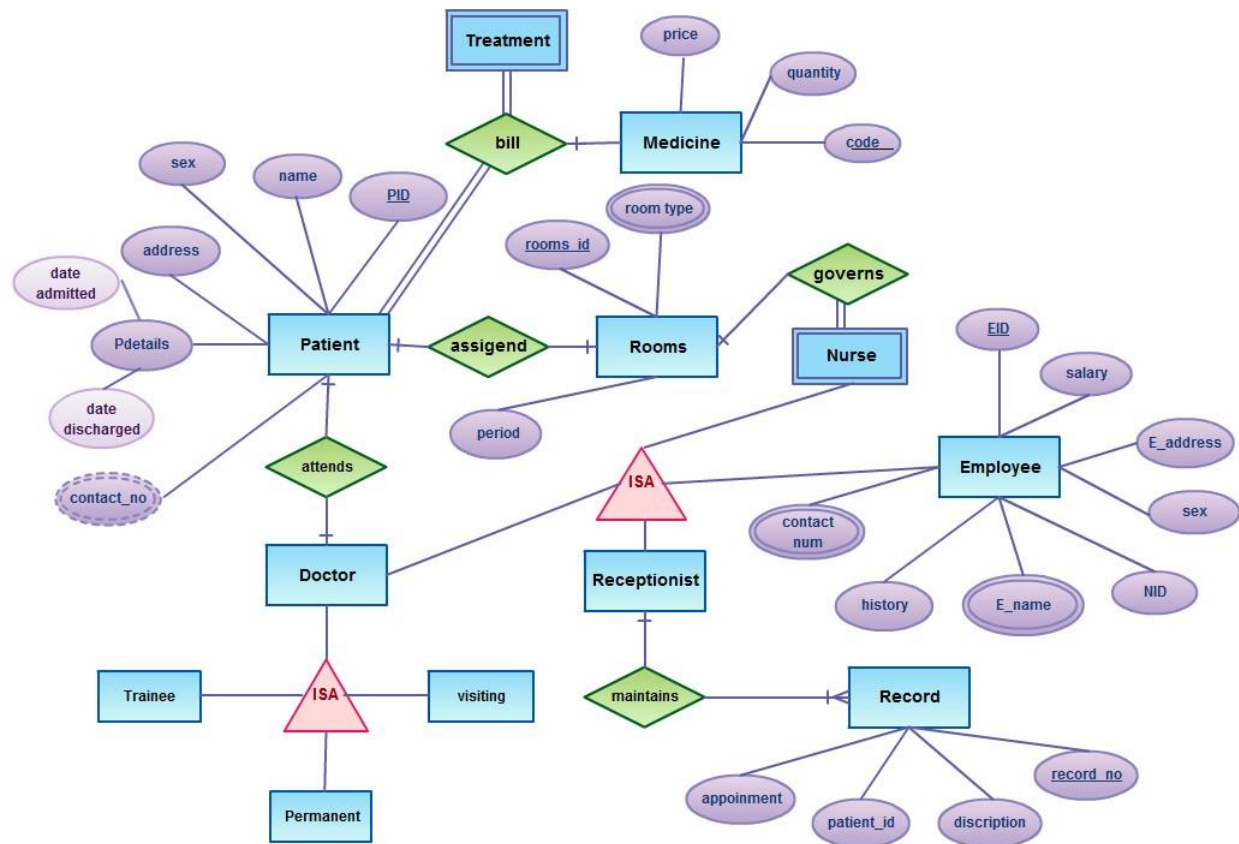 Treatment
price
quantity
bill
Medicine
code
sex
name
PID
room type
rooms_id
address
date
admitted
governs
Pdetails
Patient
assigend
Rooms
Nurse
EID
salary
date
discharged
period
E_address
attends
ISA
Employee
contact_no
contact
num
sex
Doctor
Receptionist
history
E_name
NID
Trainee
ISA
visiting
maintains
Record
Permanent
appoinment
patient_id
discription
record_no